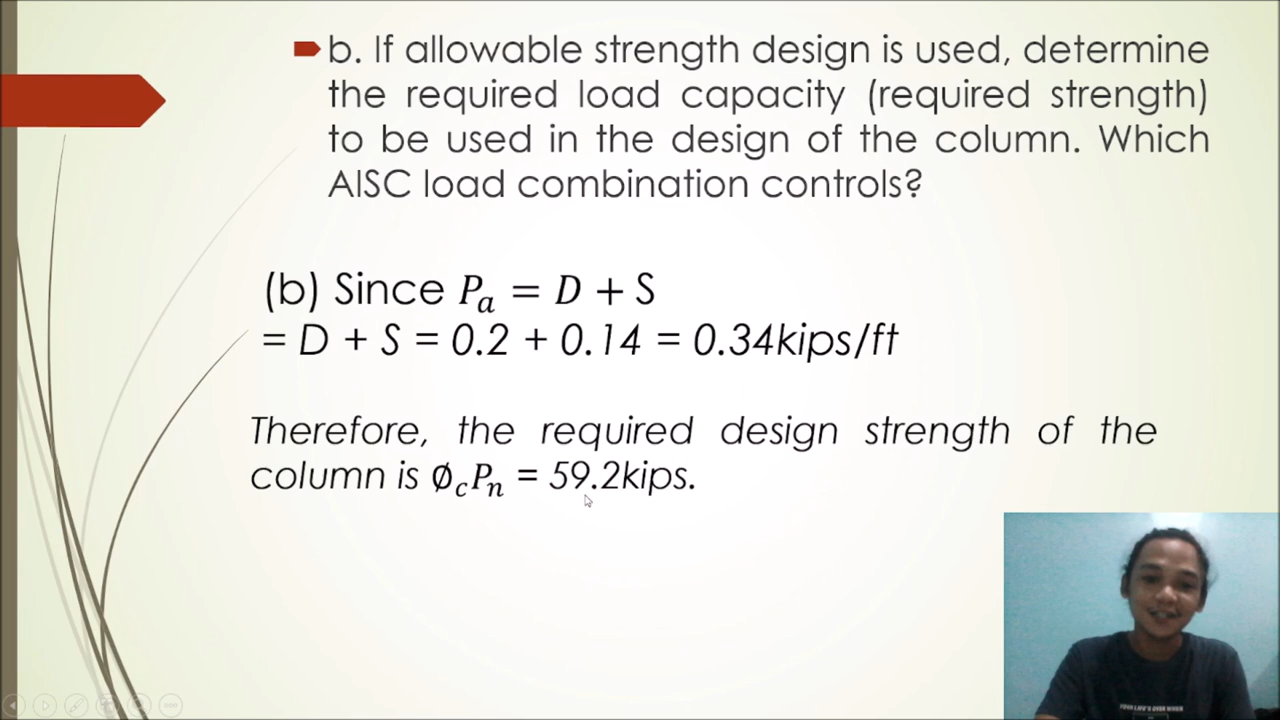 b. If allowable strength design is used, determine
the required load capacity (required strength)
to be used in the design of the column. Which
AISC load combination controls?
(b) Since Pₐ = D + S
= D + S = 0.2 + 0.14 = 0.34kips/ft
Therefore, the required design strength of the
column is ∅cPn = 59.2kips.